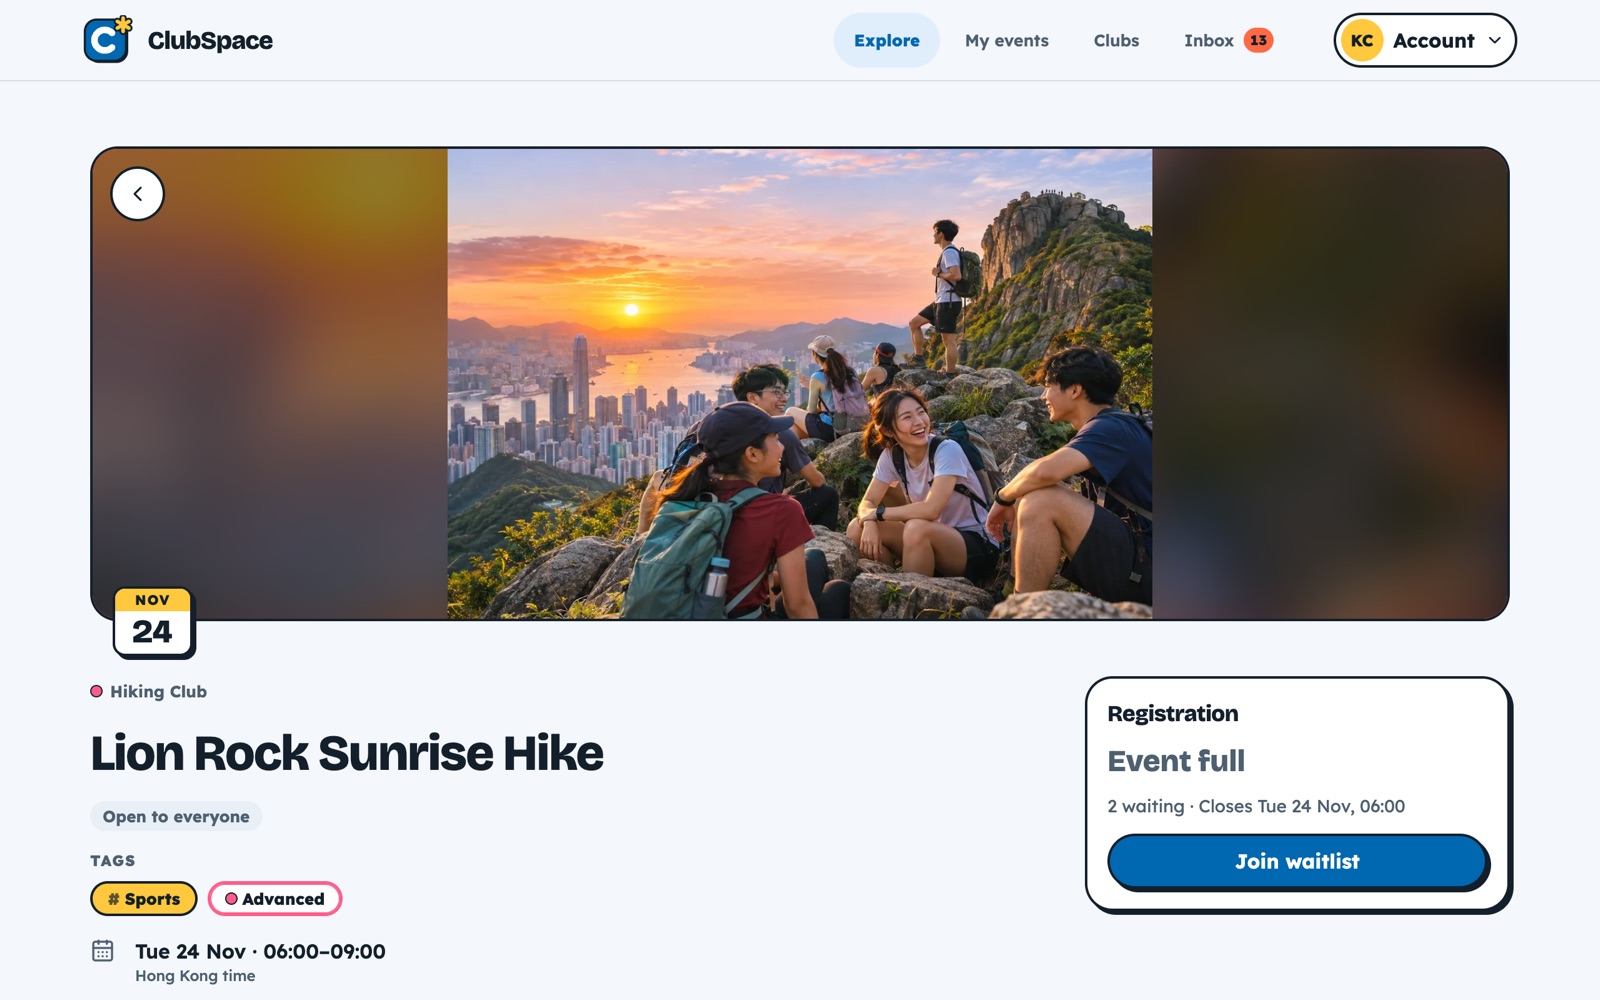 C
ClubSpace
Explore
My events
Clubs
Inbox 13
KC Account
NOV
24
Hiking Club
Lion Rock Sunrise Hike
Open to everyone
TAGS
# Sports
Advanced
Tue 24 Nov · 06:00–09:00
Hong Kong time
Registration
Event full
2 waiting · Closes Tue 24 Nov, 06:00
Join waitlist